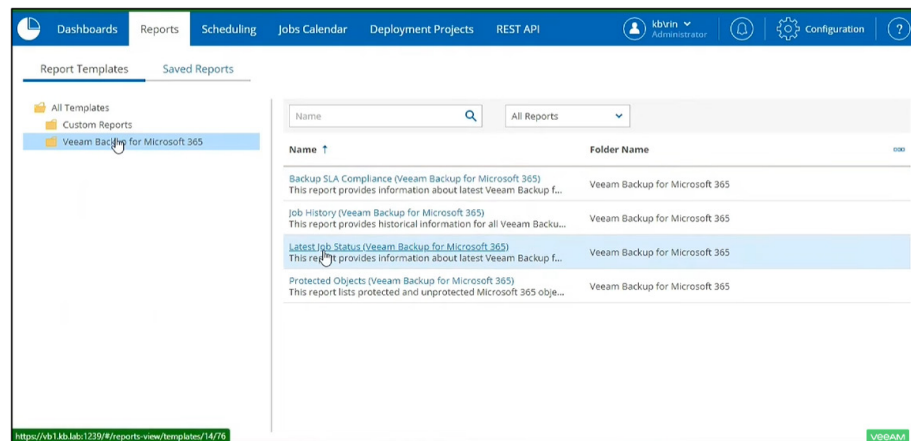 Dashboards Reports Scheduling Jobs Calendar Deployment Projects REST API kb\rin Administrator Configuration ?
Report Templates Saved Reports
All Templates
Custom Reports
Veeam Backup for Microsoft 365
Name All Reports
Name ↑ Folder Name
Backup SLA Compliance (Veeam Backup for Microsoft 365)
This report provides information about latest Veeam Backup f... Veeam Backup for Microsoft 365
Job History (Veeam Backup for Microsoft 365)
This report provides historical information for all Veeam Backu... Veeam Backup for Microsoft 365
Latest Job Status (Veeam Backup for Microsoft 365)
This report provides information about latest Veeam Backup f... Veeam Backup for Microsoft 365
Protected Objects (Veeam Backup for Microsoft 365)
This report lists protected and unprotected Microsoft 365 obje... Veeam Backup for Microsoft 365
https://vb1.kb.lab:1239/#/reports-view/templates/14/76
veeam